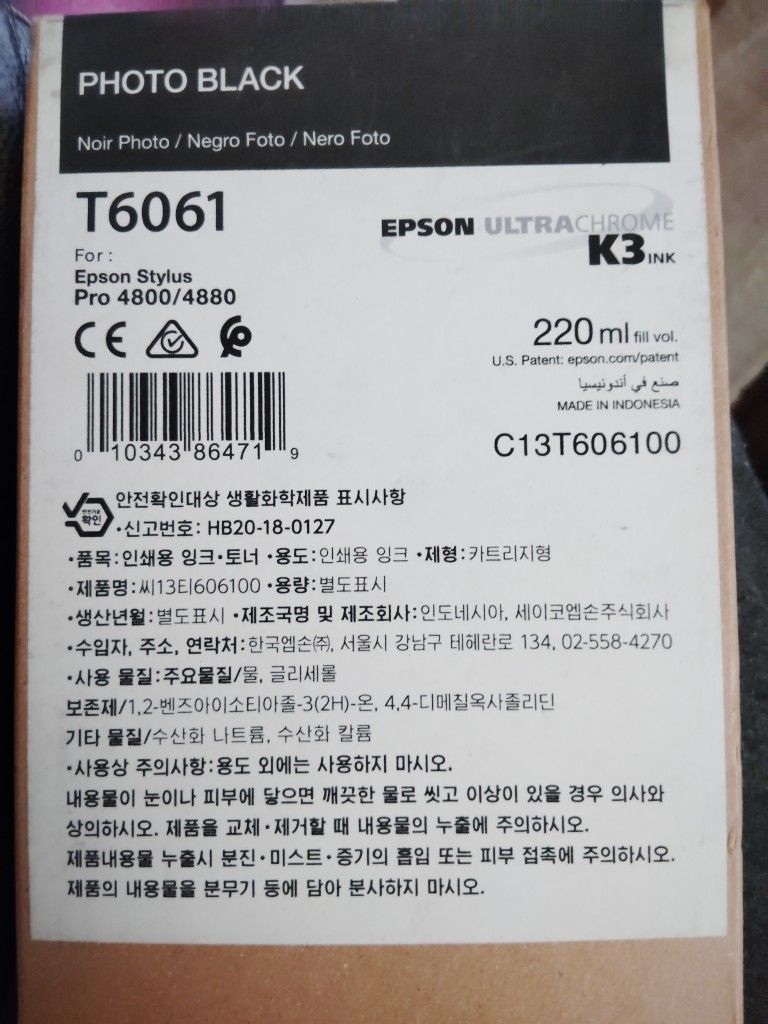 PHOTO BLACK
Noir Photo / Negro Foto / Nero Foto
T6061
EPSON ULTRACHROME
K3 INK
For :
Epson Stylus
Pro 4800/4880
CE
220 ml fill vol.
U.S. Patent: epson.com/patent
صنع في أندونيسيا
MADE IN INDONESIA
0 10343 86471 9
C13T606100
안전확인대상 생활화학제품 표시사항
확인
•신고번호: HB20-18-0127
•품목:인쇄용 잉크•토너 •용도:인쇄용 잉크 •제형:카트리지형
•제품명:씨13티606100 •용량:별도표시
•생산년월:별도표시 •제조국명 및 제조회사:인도네시아, 세이코엡손주식회사
•수입자, 주소, 연락처:한국엡손㈜, 서울시 강남구 테헤란로 134, 02-558-4270
•사용 물질:주요물질/물, 글리세롤
보존제/1,2-벤즈아이소티아졸-3(2H)-온, 4,4-디메칠옥사졸리딘
기타 물질/수산화 나트륨, 수산화 칼륨
•사용상 주의사항:용도 외에는 사용하지 마시오.
내용물이 눈이나 피부에 닿으면 깨끗한 물로 씻고 이상이 있을 경우 의사와
상의하시오. 제품을 교체•제거할 때 내용물의 누출에 주의하시오.
제품내용물 누출시 분진•미스트•증기의 흡입 또는 피부 접촉에 주의하시오.
제품의 내용물을 분무기 등에 담아 분사하지 마시오.